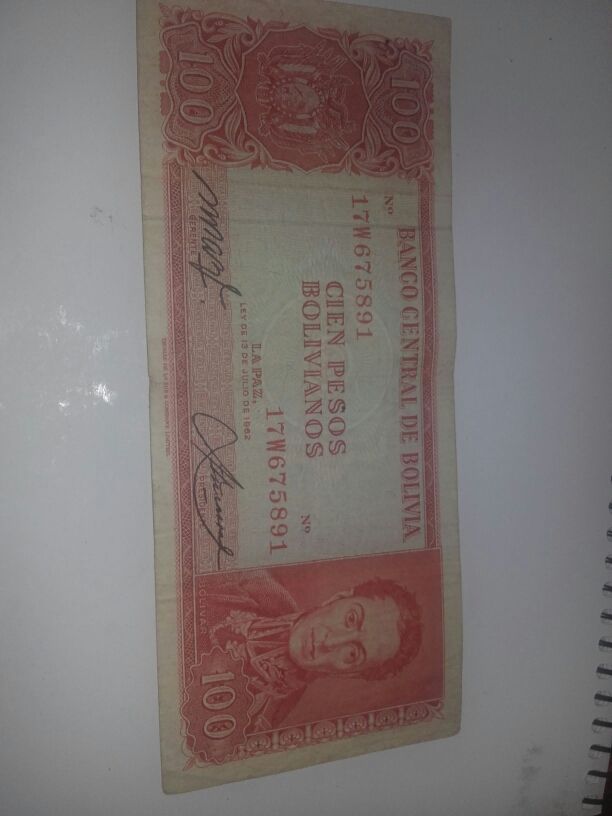 100
100
BANCO CENTRAL DE BOLIVIA
Nº
17W675891
CIEN PESOS
BOLIVIANOS
Nº
17W675891
LA PAZ,
LEY DE 13 DE JULIO DE 1962
GERENTE
BOLIVAR
100